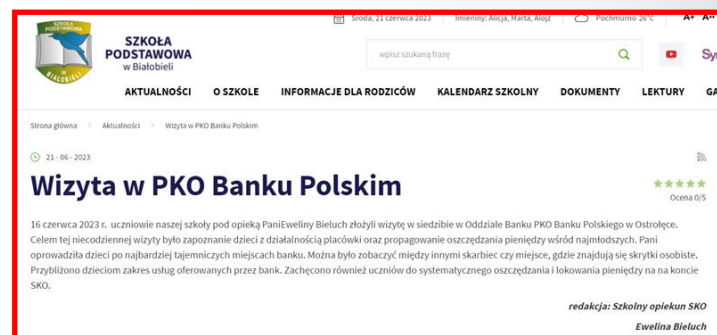 Środa, 21 czerwca 2023 Imieniny: Alicja, Marta, Alojz Pochmurno 26°C A+ A++
SZKOŁA PODSTAWOWA
W BIAŁOBIELI
SZKOŁA
PODSTAWOWA
w Białobieli
wpisz szukaną frazę
AKTUALNOŚCI O SZKOLE INFORMACJE DLA RODZICÓW KALENDARZ SZKOLNY DOKUMENTY LEKTURY
Strona główna > Aktualności > Wizyta w PKO Banku Polskim
21 - 06 - 2023
Wizyta w PKO Banku Polskim
Ocena 0/5
16 czerwca 2023 r. uczniowie naszej szkoły pod opieką PaniEweliny Bieluch złożyli wizytę w siedzibie w Oddziale Banku PKO Banku Polskiego w Ostrołęce.
Celem tej niecodziennej wizyty było zapoznanie dzieci z działalnością placówki oraz propagowanie oszczędzania pieniędzy wśród najmłodszych. Pani
oprowadziła dzieci po najbardziej tajemniczych miejscach banku. Można było zobaczyć między innymi skarbiec czy miejsce, gdzie znajdują się skrytki osobiste.
Przybliżono dzieciom zakres usług oferowanych przez bank. Zachęcono również uczniów do systematycznego oszczędzania i lokowania pieniędzy na na koncie
SKO.
redakcja: Szkolny opiekun SKO
Ewelina Bieluch